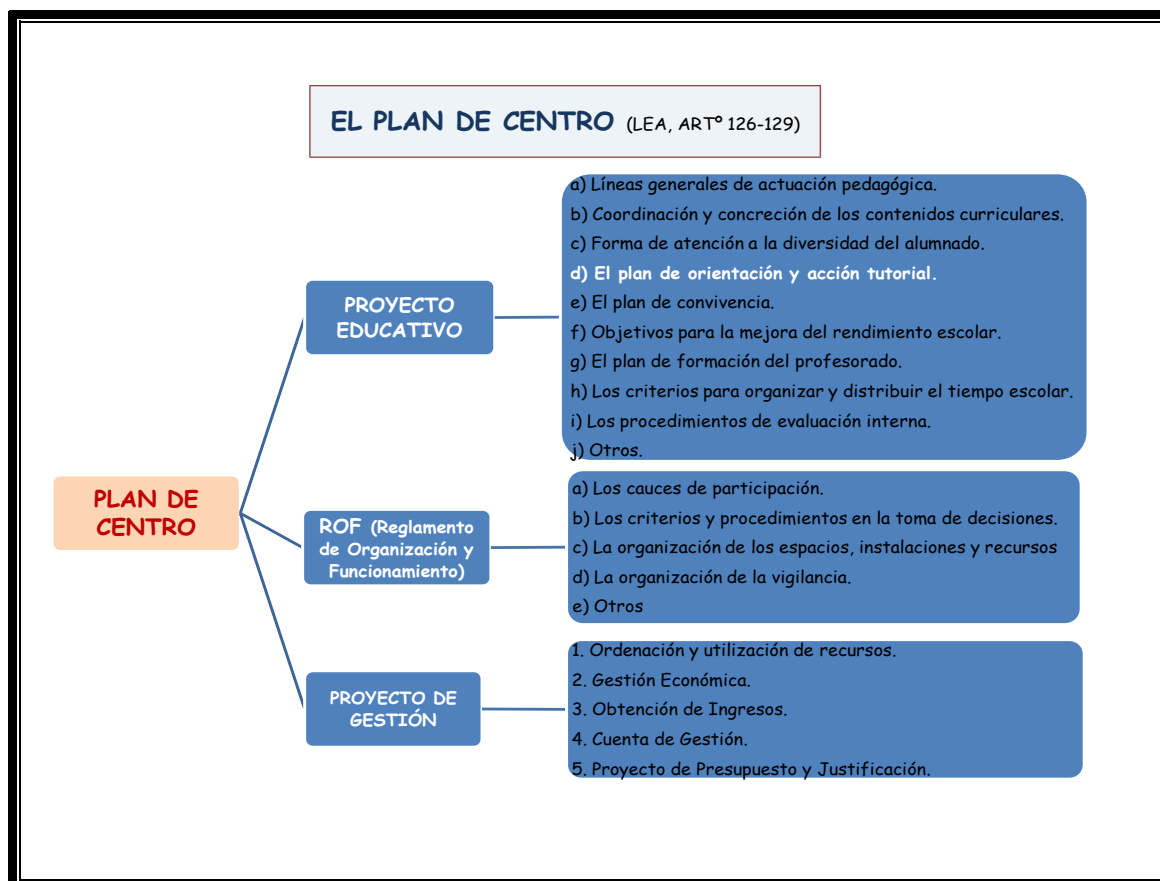 EL PLAN DE CENTRO (LEA, ARTº 126-129)
a) Líneas generales de actuación pedagógica.
b) Coordinación y concreción de los contenidos curriculares.
c) Forma de atención a la diversidad del alumnado.
d) El plan de orientación y acción tutorial.
PROYECTO
EDUCATIVO
e) El plan de convivencia.
f) Objetivos para la mejora del rendimiento escolar.
g) El plan de formación del profesorado.
h) Los criterios para organizar y distribuir el tiempo escolar.
i) Los procedimientos de evaluación interna.
j) Otros.
PLAN DE
CENTRO
ROF (Reglamento
de Organización y
Funcionamiento)
a) Los cauces de participación.
b) Los criterios y procedimientos en la toma de decisiones.
c) La organización de los espacios, instalaciones y recursos
d) La organización de la vigilancia.
e) Otros
PROYECTO DE
GESTIÓN
1. Ordenación y utilización de recursos.
2. Gestión Económica.
3. Obtención de Ingresos.
4. Cuenta de Gestión.
5. Proyecto de Presupuesto y Justificación.